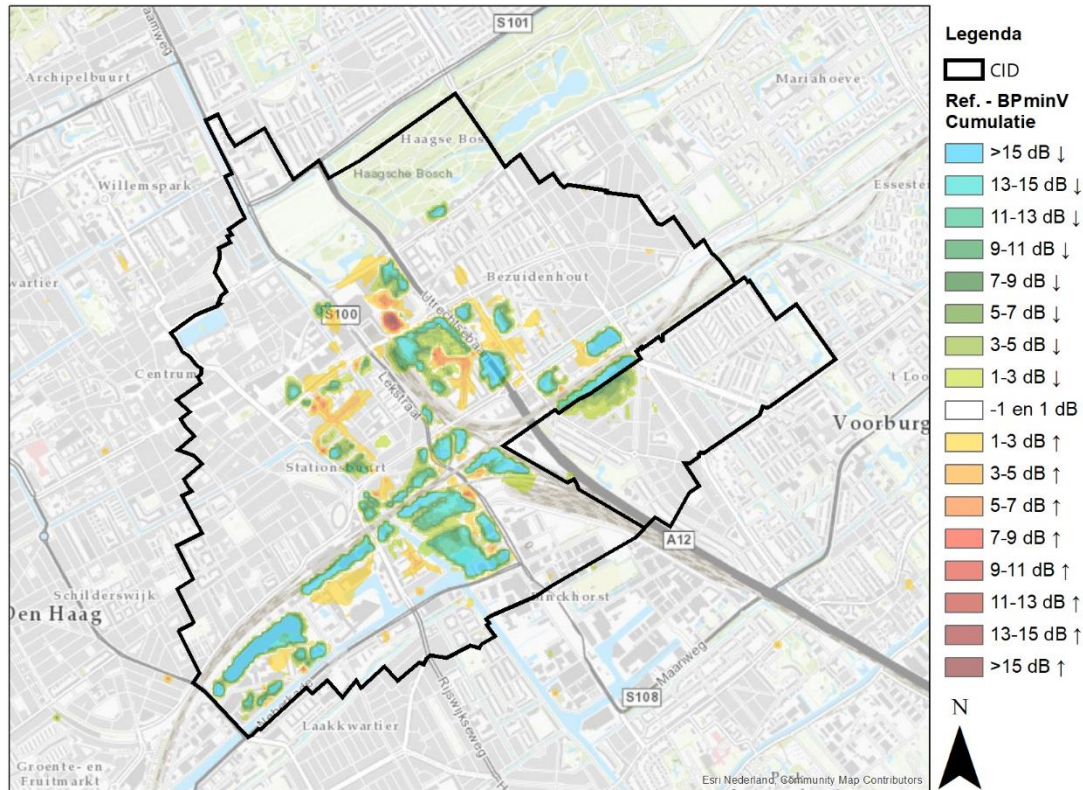 S101
aamweg
Archipelbuurt
Mariahoeve
Haagse Bos
Haagsche Bosch
Willemspark
Essester
kwartier
Bezuidenhout
Utrechtsebaan
S100
Centrum
Lekstraat
't Loo
Voorburg
Stationsbuurt
A12
Schilderswijk
Den Haag
Binckhorst
Maanweg
S108
Laakkwartier
Rijswijkseweg
Groente- en
Fruitmarkt
Esri Nederland, Community Map Contributors
Legenda
CID
Ref. - BPminV
Cumulatie
>15 dB ↓
13-15 dB ↓
11-13 dB ↓
9-11 dB ↓
7-9 dB ↓
5-7 dB ↓
3-5 dB ↓
1-3 dB ↓
-1 en 1 dB
1-3 dB ↑
3-5 dB ↑
5-7 dB ↑
7-9 dB ↑
9-11 dB ↑
11-13 dB ↑
13-15 dB ↑
>15 dB ↑
N